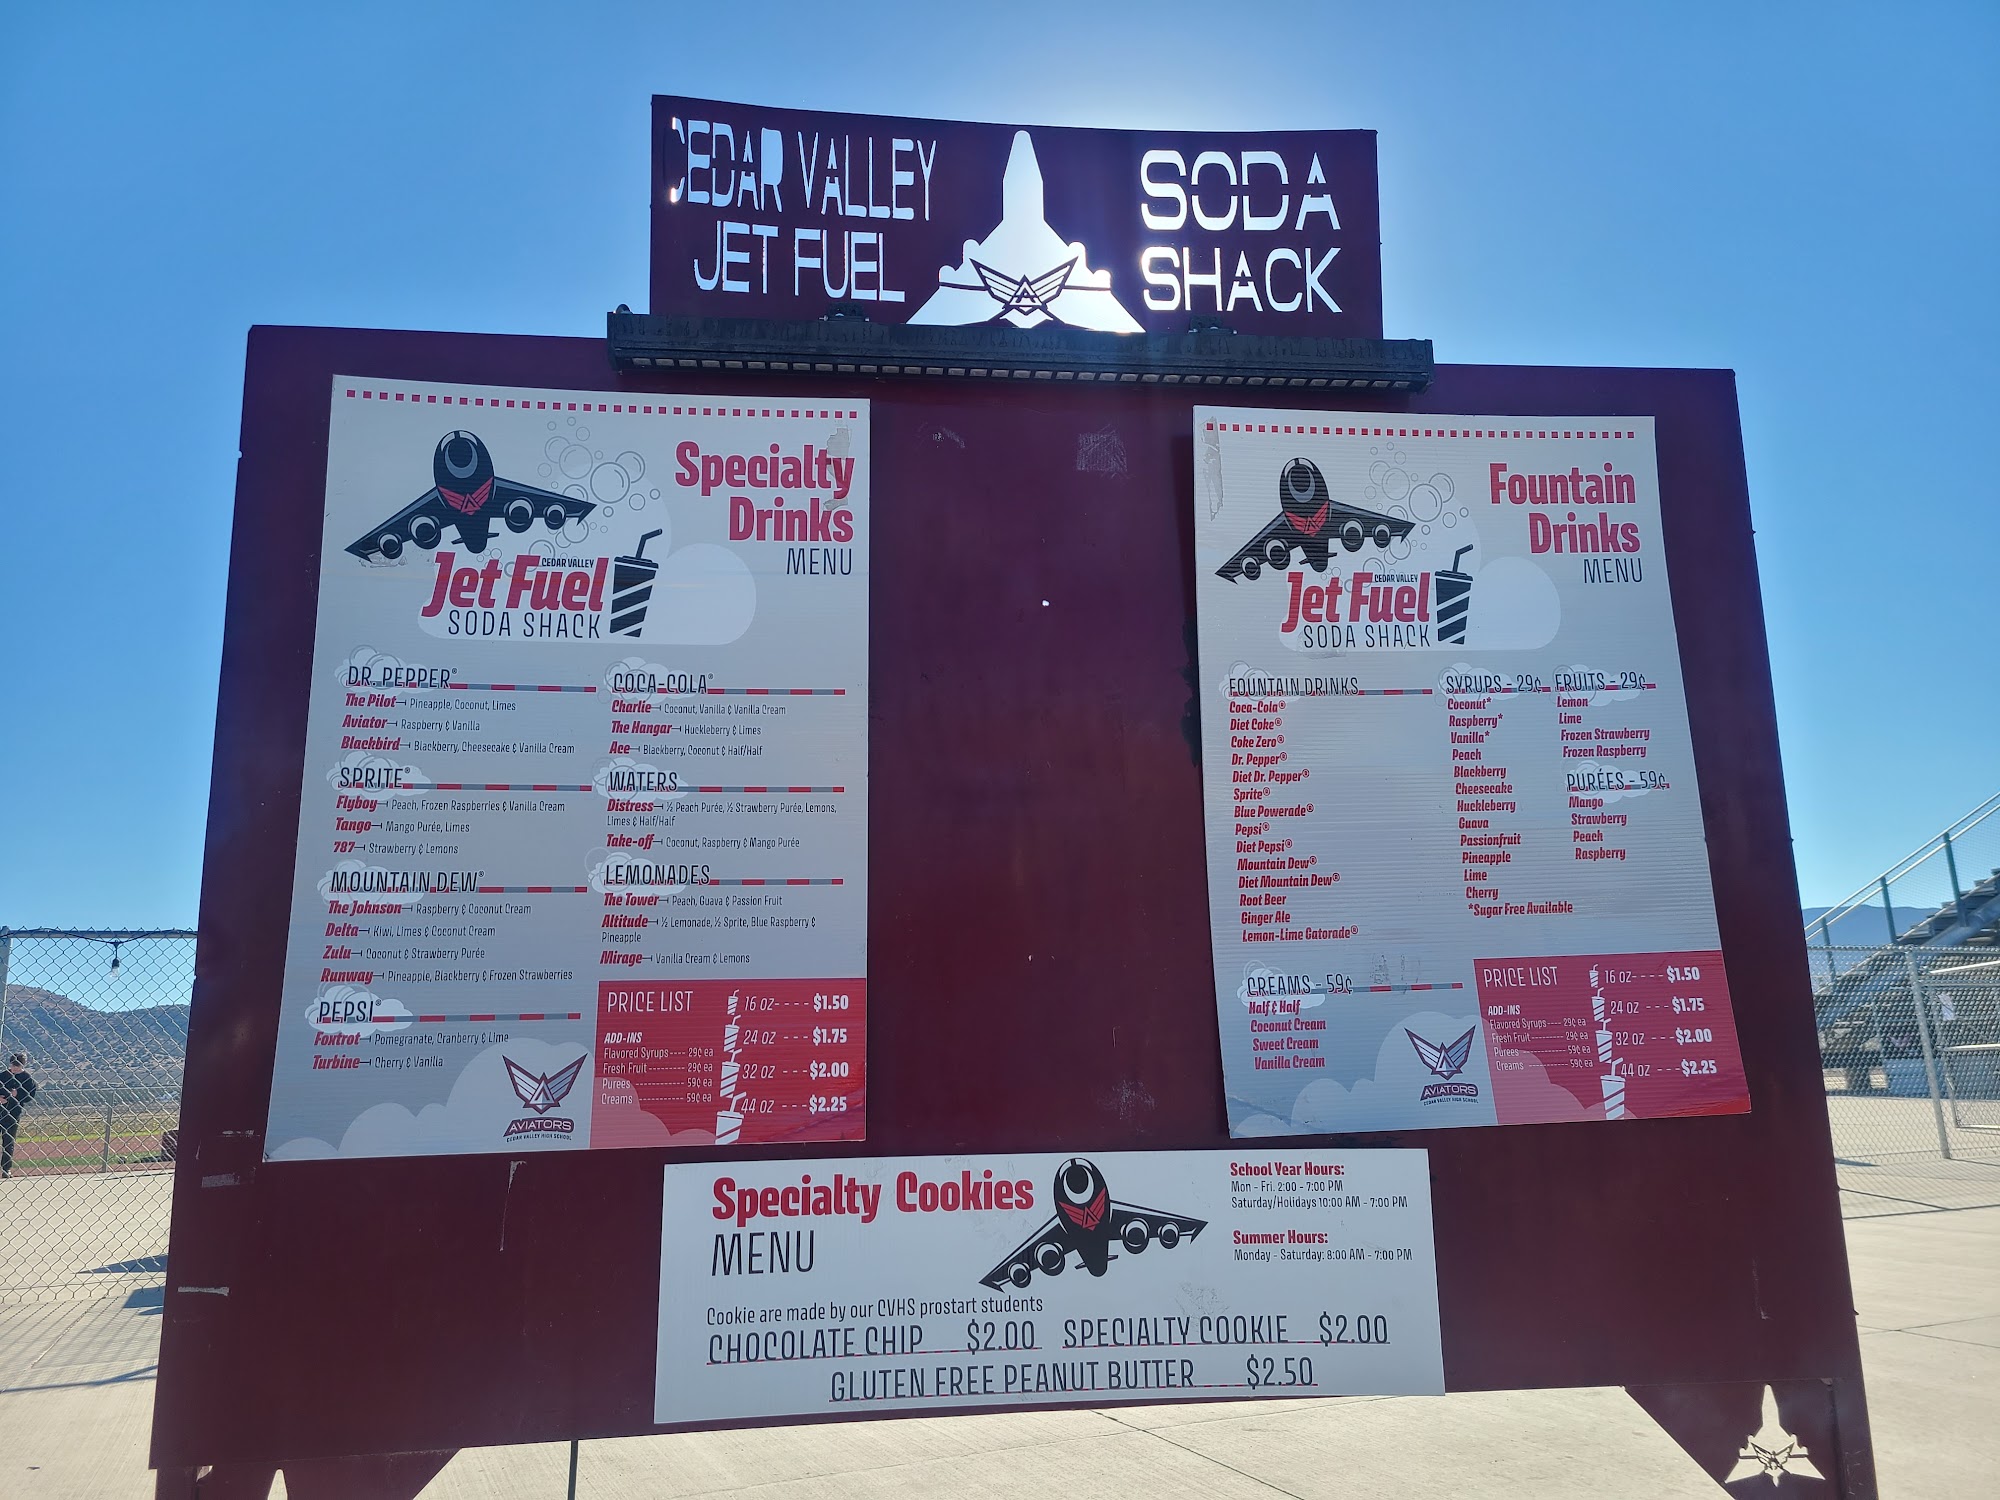 CEDAR VALLEY
JET FUEL
SODA
SHACK
Specialty
Drinks
MENU
CEDAR VALLEY
Jet Fuel
SODA SHACK
DR. PEPPER®
The Pilot Pineapple, Coconut, Limes
Aviator Raspberry & Vanilla
Blackbird Blackberry, Cheesecake & Vanilla Cream
SPRITE®
Flyboy Peach, Frozen Raspberries & Vanilla Cream
Tango Mango Purée, Limes
787 Strawberry & Lemons
MOUNTAIN DEW®
The Johnson Raspberry & Coconut Cream
Delta Kiwi, Limes & Coconut Cream
Zulu Coconut & Strawberry Purée
Runway Pineapple, Blackberry & Frozen Strawberries
PEPSI®
Foxtrot Pomegranate, Cranberry & Lime
Turbine Cherry & Vanilla
AVIATORS
CEDAR VALLEY HIGH SCHOOL
COCA-COLA®
Charlie Coconut, Vanilla & Vanilla Cream
The Hangar Huckleberry & Limes
Ace Blackberry, Coconut & Half/Half
WATERS
Distress ½ Peach Purée, ½ Strawberry Purée, Lemons,
Limes & Half/Half
Take-off Coconut, Raspberry & Mango Purée
LEMONADES
The Tower Peach, Guava & Passion Fruit
Altitude ½ Lemonade, ½ Sprite, Blue Raspberry &
Pineapple
Mirage Vanilla Cream & Lemons
PRICE LIST
ADD-INS
Flavored Syrups---- 29¢ ea
Fresh Fruit--------- 29¢ ea
Purees ------------ 59¢ ea
Creams ------------ 59¢ ea
16 oz---- $1.50
24 oz --- $1.75
32 oz --- $2.00
44 oz --- $2.25
Fountain
Drinks
MENU
CEDAR VALLEY
Jet Fuel
SODA SHACK
FOUNTAIN DRINKS
Coca-Cola®
Diet Coke®
Coke Zero®
Dr. Pepper®
Diet Dr. Pepper®
Sprite®
Blue Powerade®
Pepsi®
Diet Pepsi®
Mountain Dew®
Diet Mountain Dew®
Root Beer
Ginger Ale
Lemon-Lime Gatorade®
CREAMS - 59¢
Half & Half
Coconut Cream
Sweet Cream
Vanilla Cream
SYRUPS - 29¢
Coconut*
Raspberry*
Vanilla*
Peach
Blackberry
Cheesecake
Huckleberry
Guava
Passionfruit
Pineapple
Lime
Cherry
*Sugar Free Available
FRUITS - 29¢
Lemon
Lime
Frozen Strawberry
Frozen Raspberry
PURÉES - 59¢
Mango
Strawberry
Peach
Raspberry
AVIATORS
CEDAR VALLEY HIGH SCHOOL
PRICE LIST
ADD-INS
Flavored Syrups---- 29¢ ea
Fresh Fruit--------- 29¢ ea
Purees ------------ 59¢ ea
Creams ------------ 59¢ ea
16 oz---- $1.50
24 oz --- $1.75
32 oz --- $2.00
44 oz --- $2.25
Specialty Cookies
MENU
School Year Hours:
Mon - Fri. 2:00 - 7:00 PM
Saturday/Holidays 10:00 AM - 7:00 PM
Summer Hours:
Monday - Saturday: 8:00 AM - 7:00 PM
Cookie are made by our CVHS prostart students
CHOCOLATE CHIP $2.00 SPECIALTY COOKIE $2.00
GLUTEN FREE PEANUT BUTTER $2.50